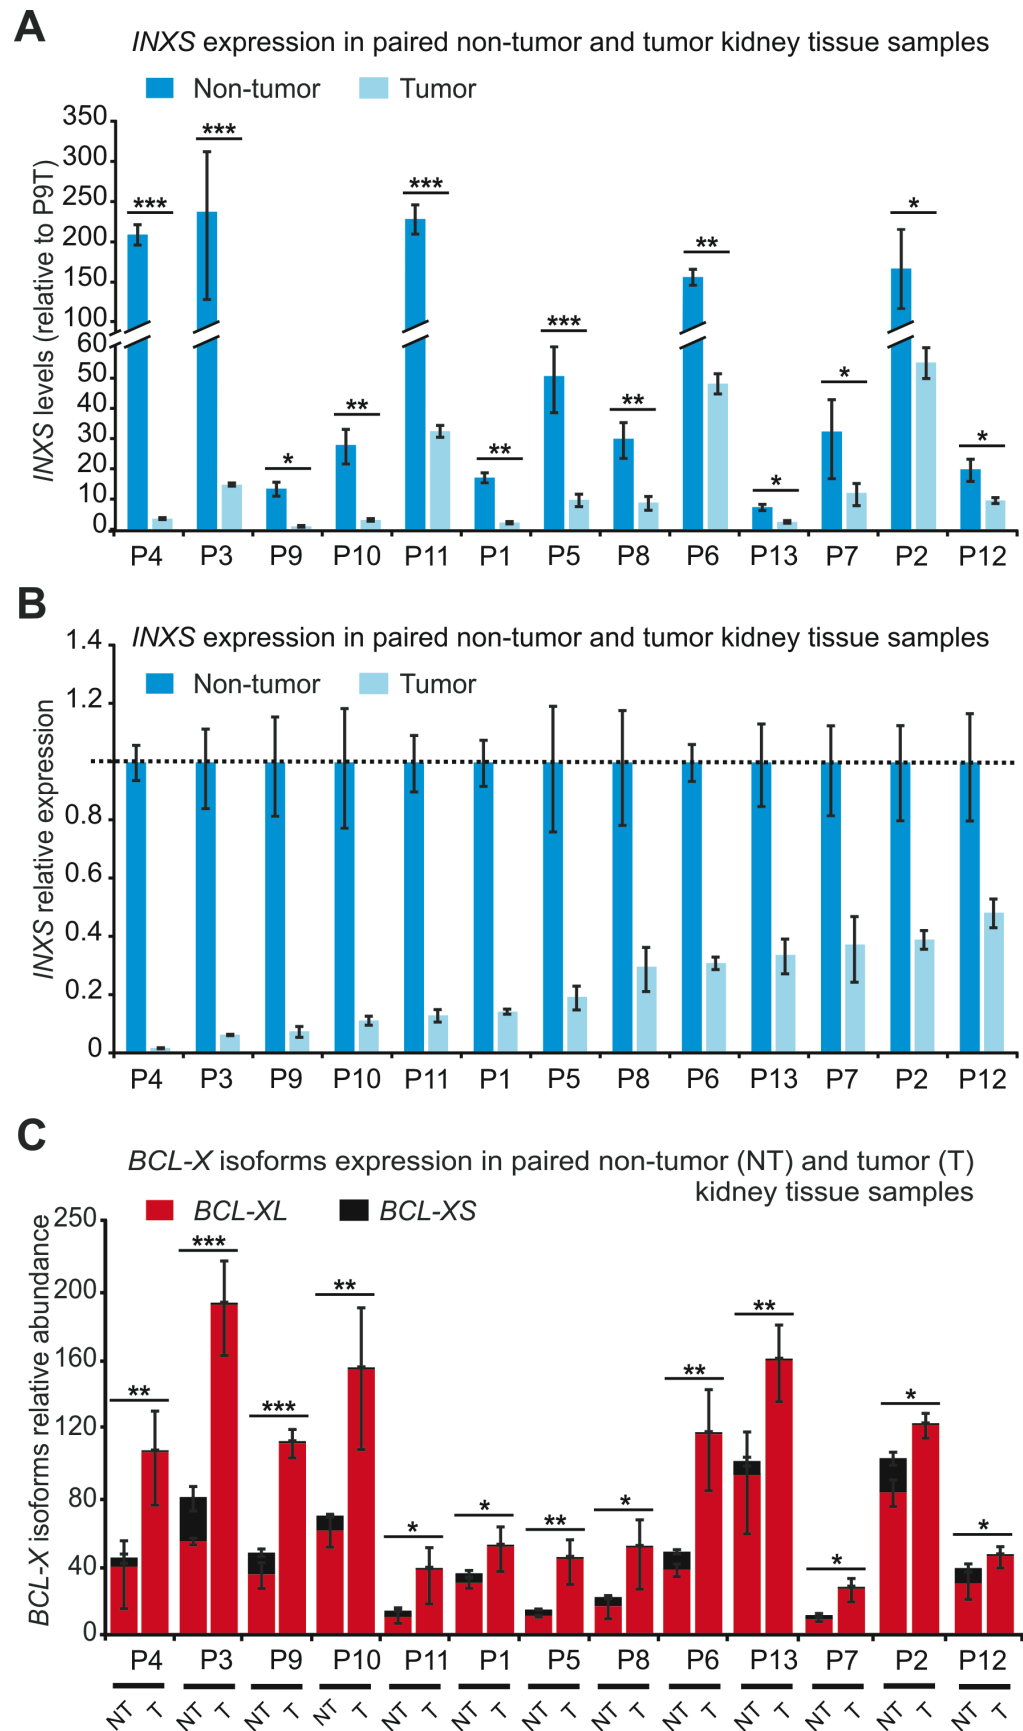 A
INXS expression in paired non-tumor and tumor kidney tissue samples
Non-tumor Tumor
INXS levels (relative to P9T)
350
300
250
200
150
100
60
50
40
30
20
10
0
*** *** * ** *** ** *** ** ** * * * *
P4 P3 P9 P10 P11 P1 P5 P8 P6 P13 P7 P2 P12
B
INXS expression in paired non-tumor and tumor kidney tissue samples
Non-tumor Tumor
INXS relative expression
1.4
1.2
0.8
0.6
0.4
0.2
0
P4 P3 P9 P10 P11 P1 P5 P8 P6 P13 P7 P2 P12
C
BCL-X isoforms expression in paired non-tumor (NT) and tumor (T)
kidney tissue samples
BCL-XL BCL-XS
BCL-X isoforms relative abundance
250
200
160
120
80
40
0
** *** *** ** * * ** * ** ** * * *
P4 P3 P9 P10 P11 P1 P5 P8 P6 P13 P7 P2 P12
NT T NT T NT T NT T NT T NT T NT T NT T NT T NT T NT T NT T NT T